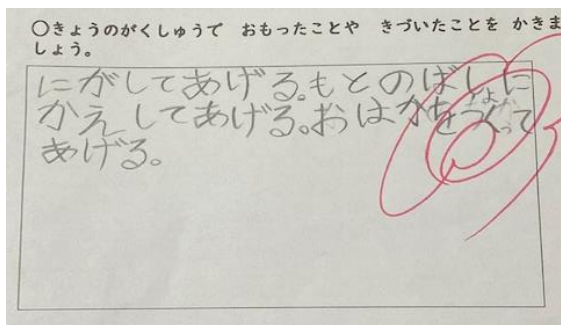 ○きょうのがくしゅうで おもったことや きづいたことを かきま
しょう。
にがしてあげる。もとのばしょに
かえしてあげる。おはかをつくって
あげる。